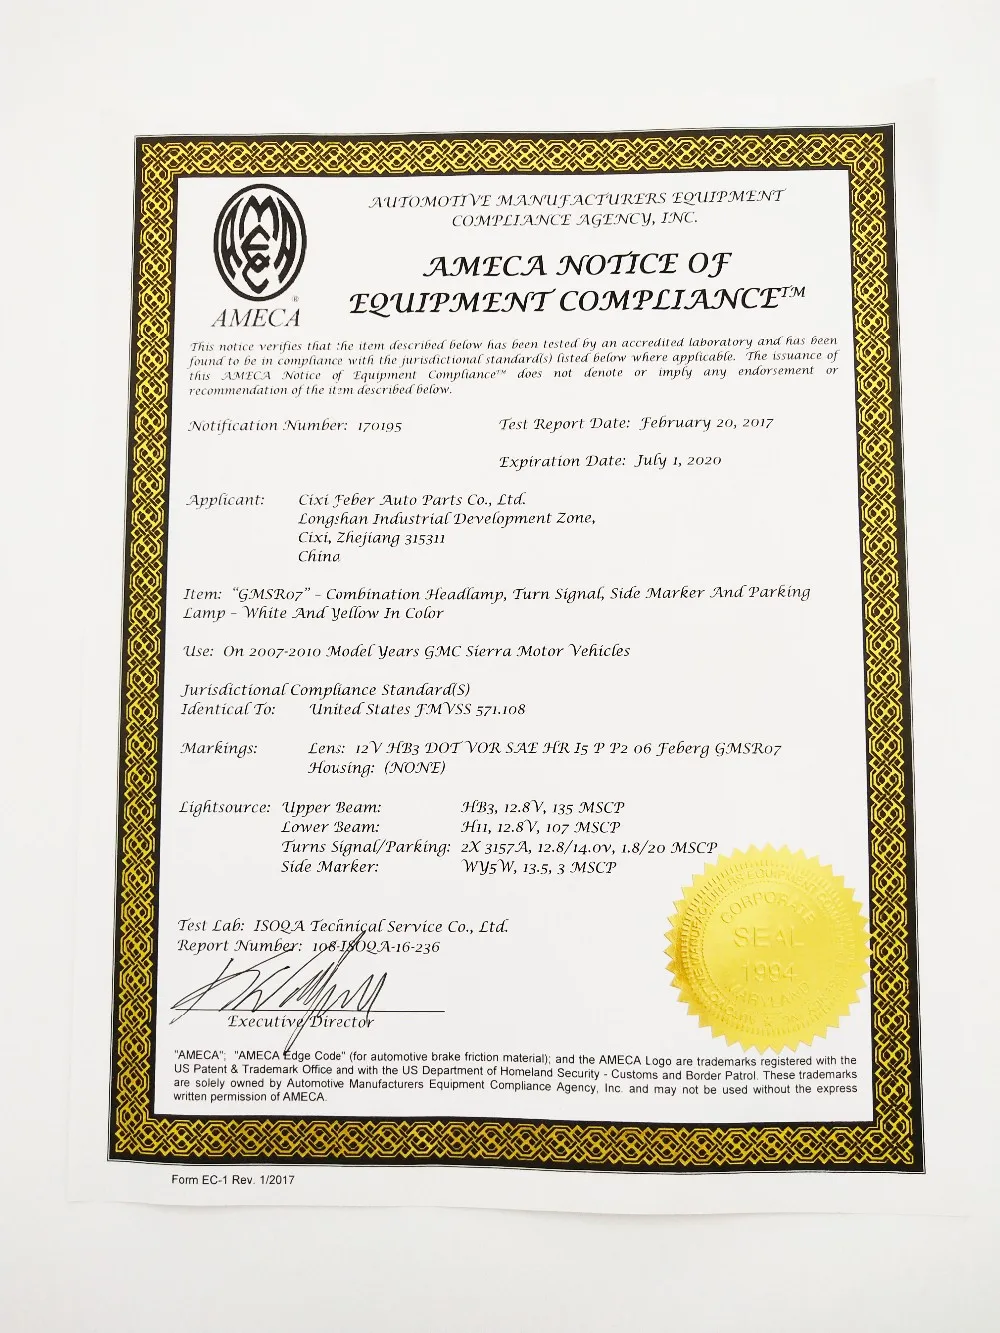 AUTOMOTIVE MANUFACTURERS EQUIPMENT
COMPLIANCE AGENCY, INC.
AMECA NOTICE OF
EQUIPMENT COMPLIANCE™
®
AMECA
This notice verifies that the item described below has been tested by an accredited laboratory and has been
found to be in compliance with the jurisdictional standard(s) listed below where applicable. The issuance of
this AMECA Notice of Equipment Compliance™ does not denote or imply any endorsement or
recommendation of the item described below.
Notification Number: 170195
Test Report Date: February 20, 2017
Expiration Date: July 1, 2020
Applicant: Cixi Feber Auto Parts Co., Ltd.
Longshan Industrial Development Zone,
Cixi, Zhejiang 315311
China
Item: “GMSR07” – Combination Headlamp, Turn Signal, Side Marker And Parking
Lamp – White And Yellow In Color
Use: On 2007-2010 Model Years GMC Sierra Motor Vehicles
Jurisdictional Compliance Standard(S)
Identical To: United States FMVSS 571.108
Markings: Lens: 12V HB3 DOT VOR SAE HR I5 P P2 06 Feberg GMSR07
Housing: (NONE)
Lightsource: Upper Beam: HB3, 12.8V, 135 MSCP
Lower Beam: H11, 12.8V, 107 MSCP
Turns Signal/Parking: 2X 3157A, 12.8/14.0v, 1.8/20 MSCP
Side Marker: WY5W, 13.5, 3 MSCP
Test Lab: ISOQA Technical Service Co., Ltd.
Report Number: 108-ISOQA-16-236
Executive Director
CORPORATE
SEAL
1994
MARYLAND
"AMECA"; "AMECA Edge Code" (for automotive brake friction material); and the AMECA Logo are trademarks registered with the
US Patent & Trademark Office and with the US Department of Homeland Security - Customs and Border Patrol. These trademarks
are solely owned by Automotive Manufacturers Equipment Compliance Agency, Inc. and may not be used without the express
written permission of AMECA.
Form EC-1 Rev. 1/2017